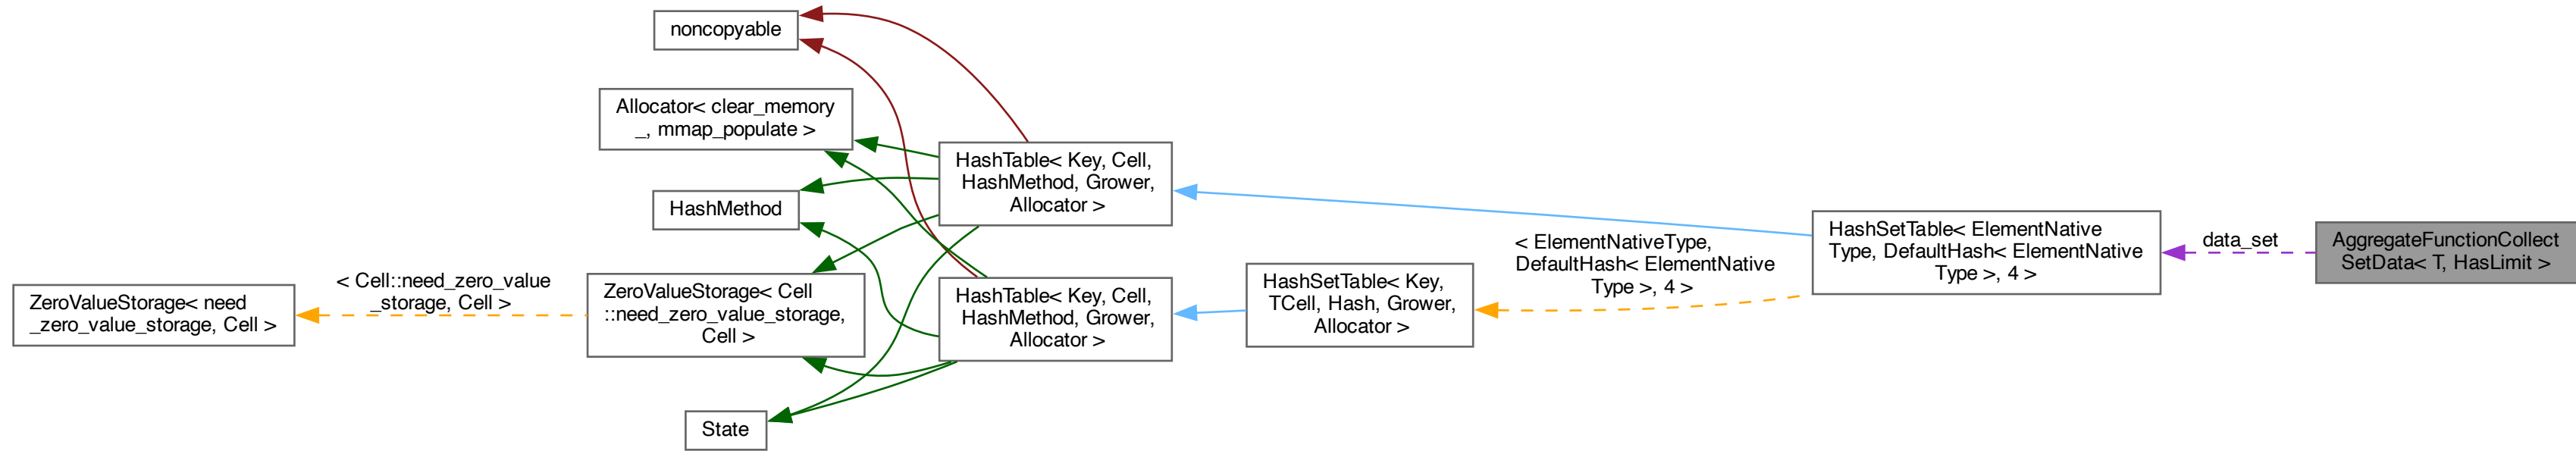 noncopyable
Allocator< clear_memory
_, mmap_populate >
HashMethod
ZeroValueStorage< need
_zero_value_storage, Cell >
< Cell::need_zero_value
_storage, Cell >
ZeroValueStorage< Cell
::need_zero_value_storage,
Cell >
State
HashTable< Key, Cell,
HashMethod, Grower,
Allocator >
HashTable< Key, Cell,
HashMethod, Grower,
Allocator >
HashSetTable< Key,
TCell, Hash, Grower,
Allocator >
< ElementNativeType,
DefaultHash< ElementNative
Type >, 4 >
HashSetTable< ElementNative
Type, DefaultHash< ElementNative
Type >, 4 >
data_set
AggregateFunctionCollect
SetData< T, HasLimit >